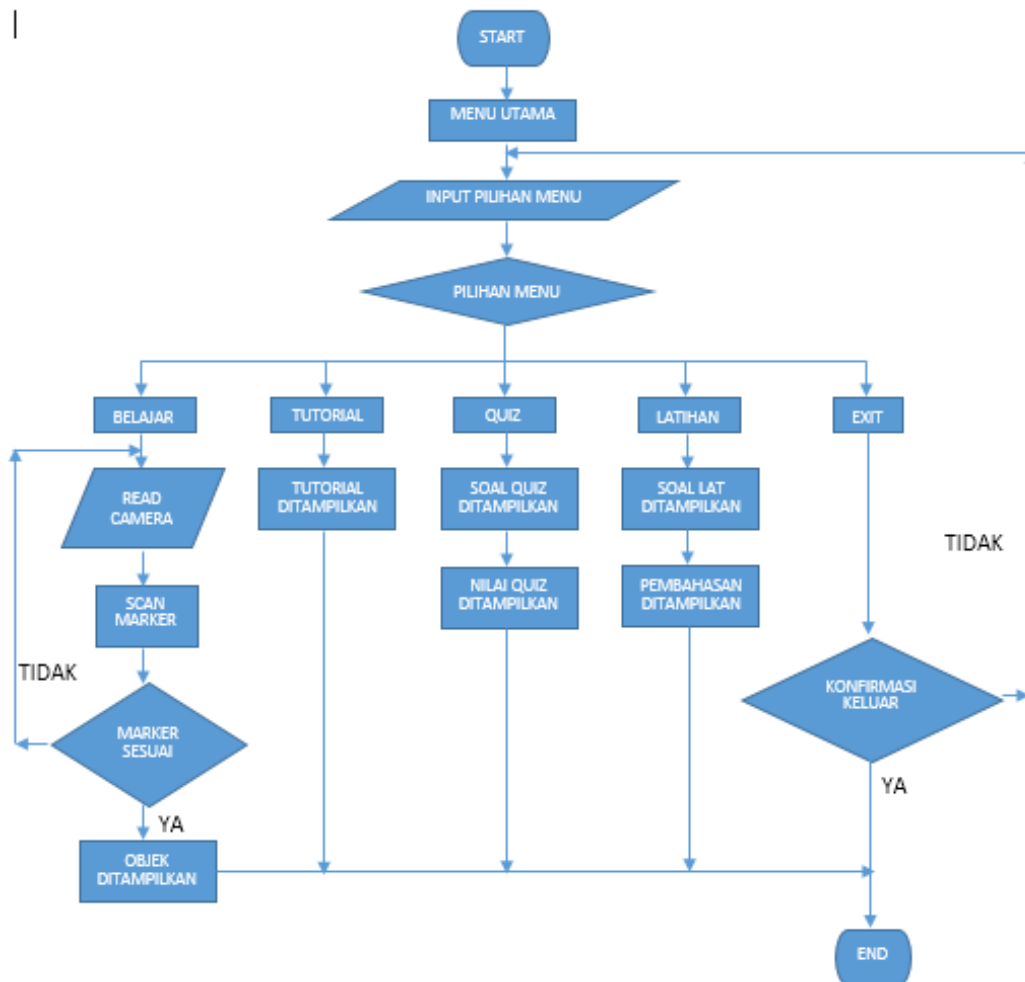 START
MENU UTAMA
INPUT PILIHAN MENU
PILIHAN MENU
BELAJAR
TUTORIAL
QUIZ
LATIHAN
EXIT
READ
CAMERA
TUTORIAL
DITAMPILKAN
SOAL QUIZ
DITAMPILKAN
SOAL LAT
DITAMPILKAN
TIDAK
SCAN
MARKER
NILAI QUIZ
DITAMPILKAN
PEMBAHASAN
DITAMPILKAN
TIDAK
KONFIRMASI
KELUAR
MARKER
SESUAI
YA
YA
OBJEK
DITAMPILKAN
END